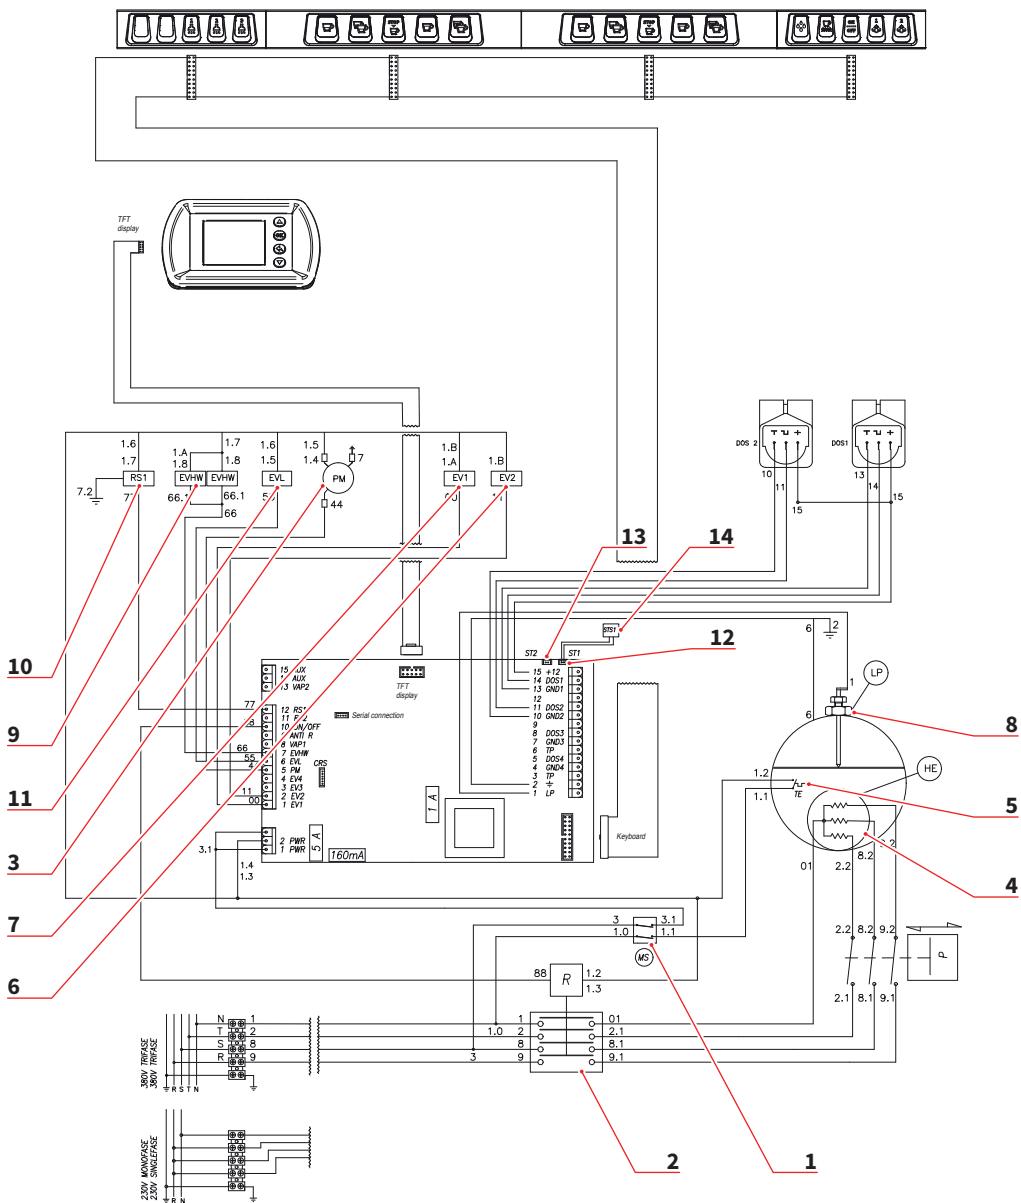 STOP
STOP
ON
OFF
TFT
display
DOS 2
DOS1
10
11
15
13
14
15
1.6
1.7
RS1
7.2
1.A
1.8
1.7
1.8
EVHW
EVHW
66.1
66.1
66
1.6
1.5
EVL
1.5
1.4
7
PM
44
1.B
1.A
EV1
1.B
EV2
13
14
12
10
9
11
3
7
6
8
5
4
2
1
STS1
ST2
ST1
6
2
1
LP
6
HE
1.2
1.1
TE
TFT
display
Serial connection
CRS
15 AUX
AUX
13 VAP2
12 RS1
10 ON/OFF
ANTI R
8 VAP1
7 EVHW
6 EVL
5 PM
4 EV4
3 EV3
2 EV2
1 EV1
77
66
55
4
11
00
2 PWR
1 PWR
3.1
1.4
1.3
5 A
160mA
1 A
15 +12
14 DOS1
13 GND1
12
11 DOS2
10 GND2
9
8 DOS3
7 GND3
6 TP
5 DOS4
4 GND4
3 TP
2
1 LP
Keyboard
01
2.2
8.2
2.2
8.2
9.2
P
2.1
8.1
9.1
3
3.1
1.0
1.1
MS
88
R
1.2
1.3
1
01
1.0
2
2.1
8
8.1
3
9
9.1
N 1
T 2
S 8
R 9
380V TRIFASE
380V TRIFASE
R S T N
230V MONOFASE
230V SINGLEFASE
R N